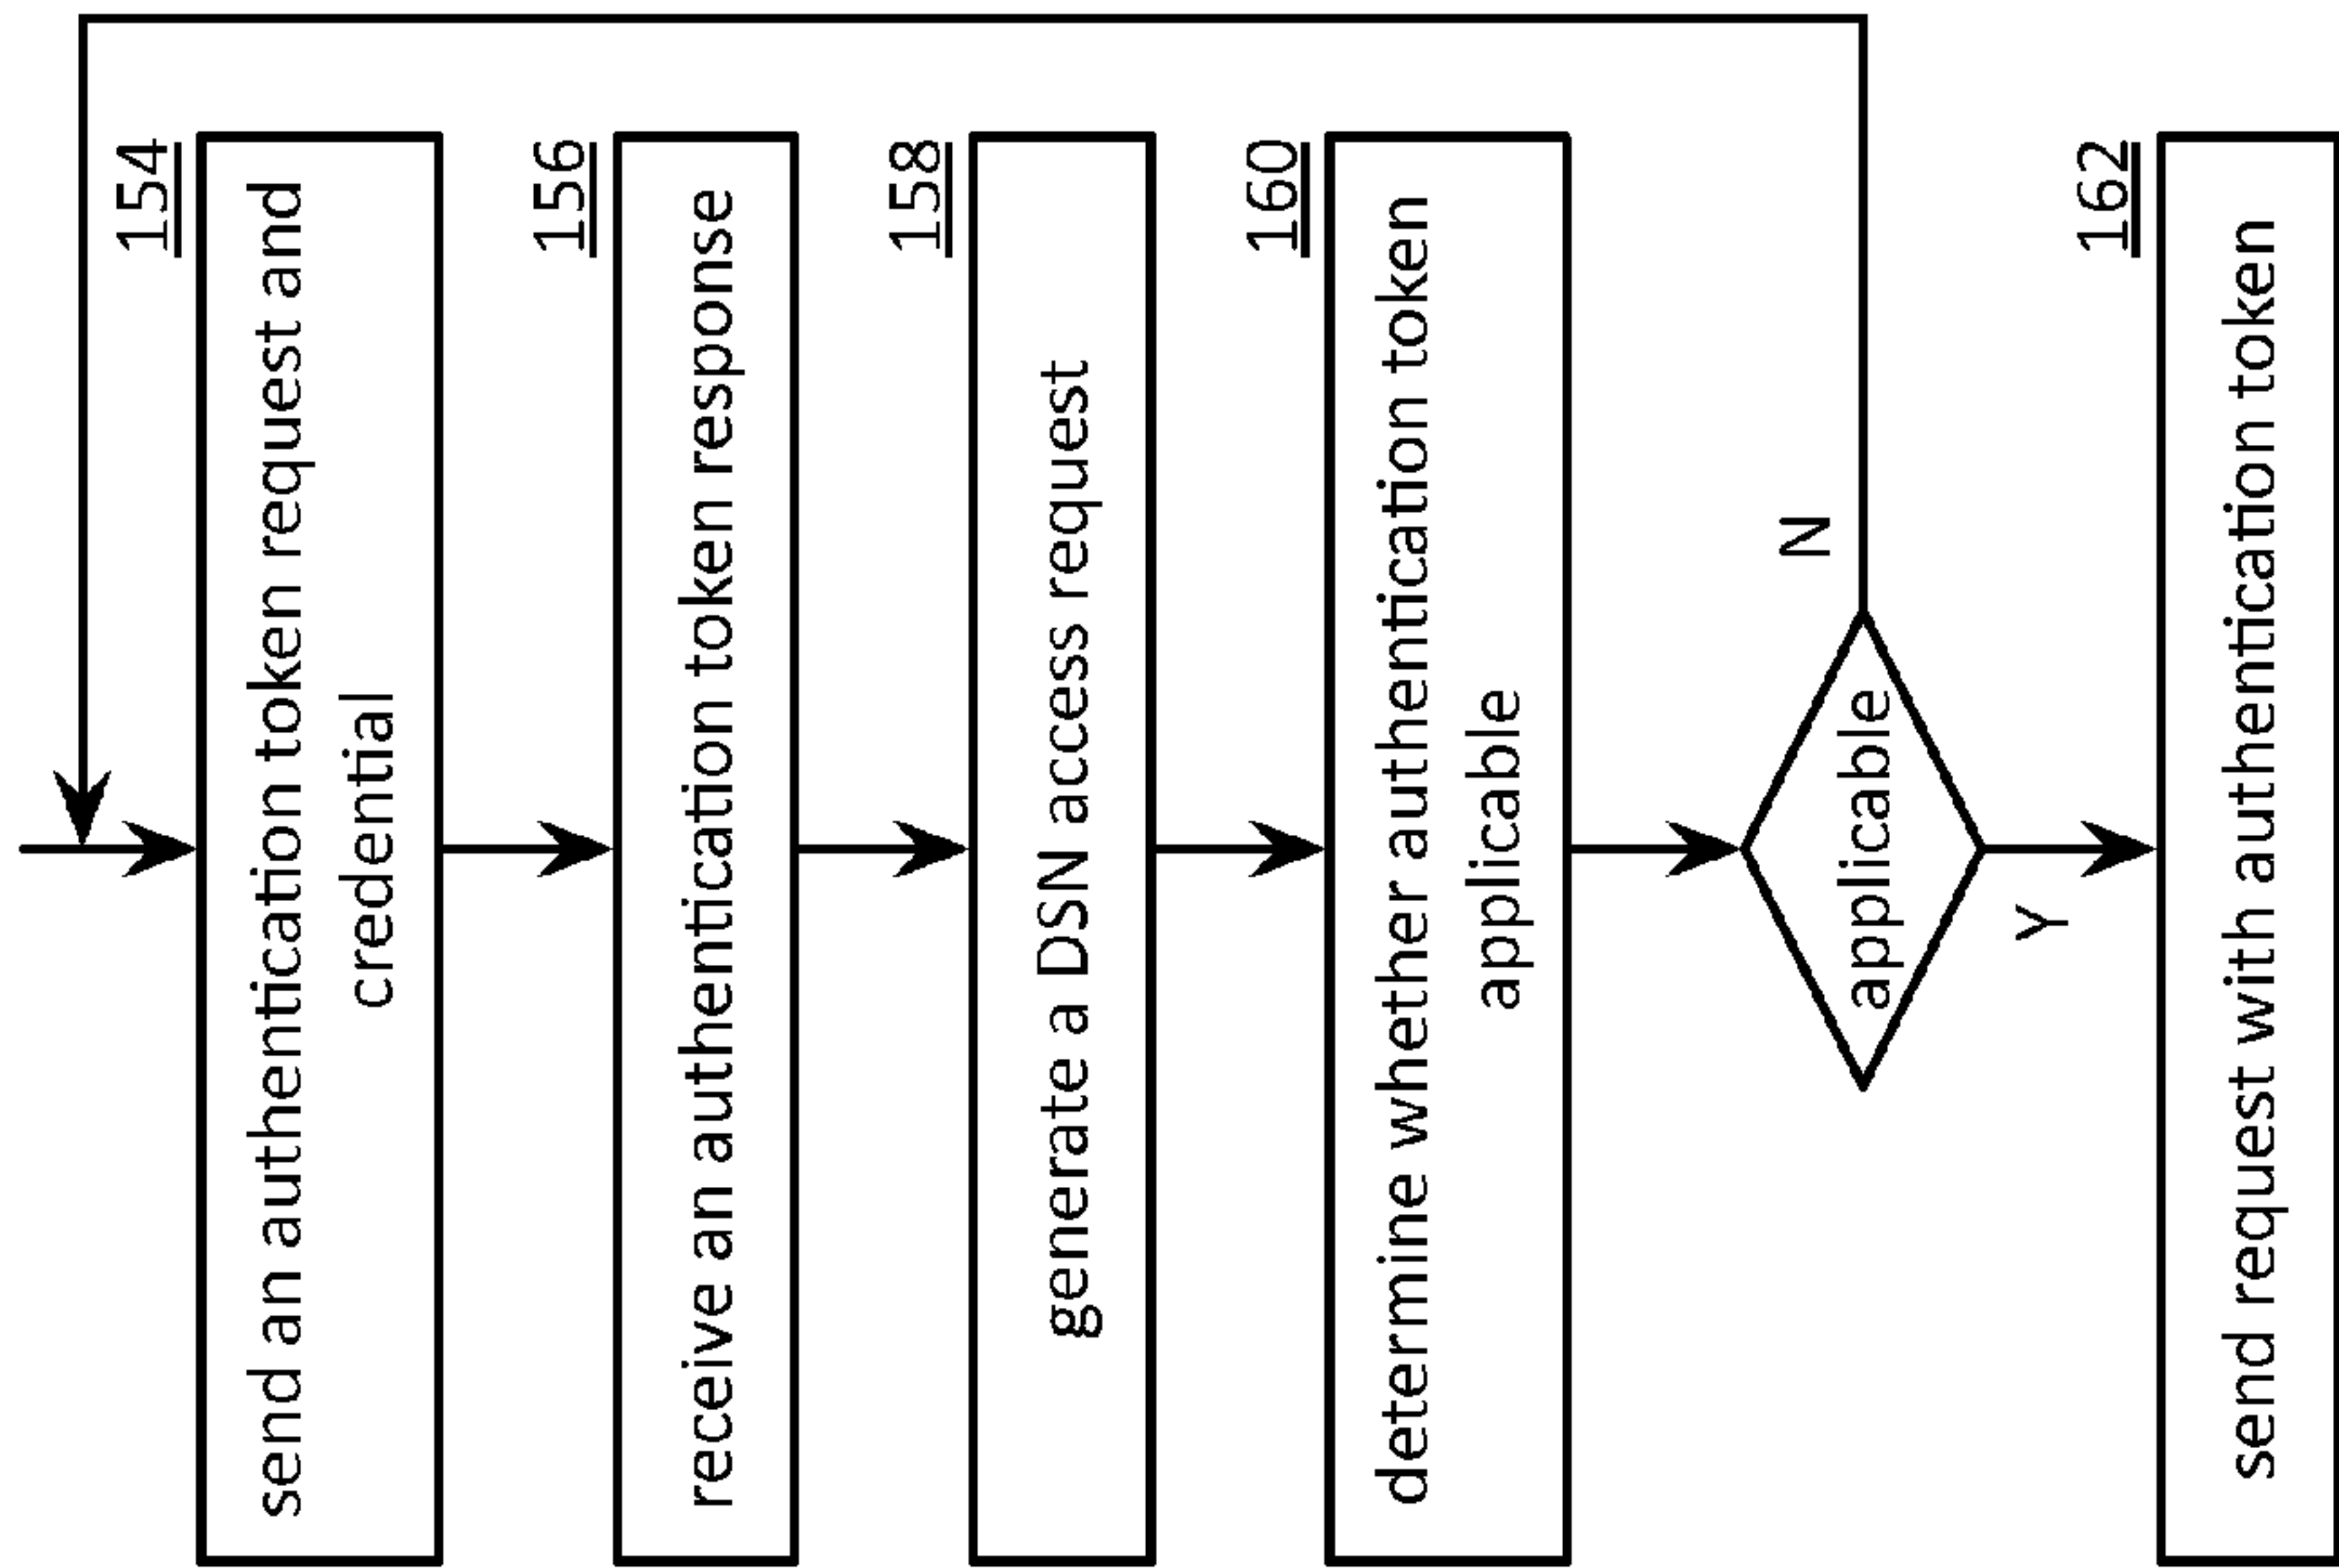 154
send an authentication token request and
credential
156
receive an authentication token response
158
generate a DSN access request
160
determine whether authentication token
applicable
applicable
N
Y
162
send request with authentication token